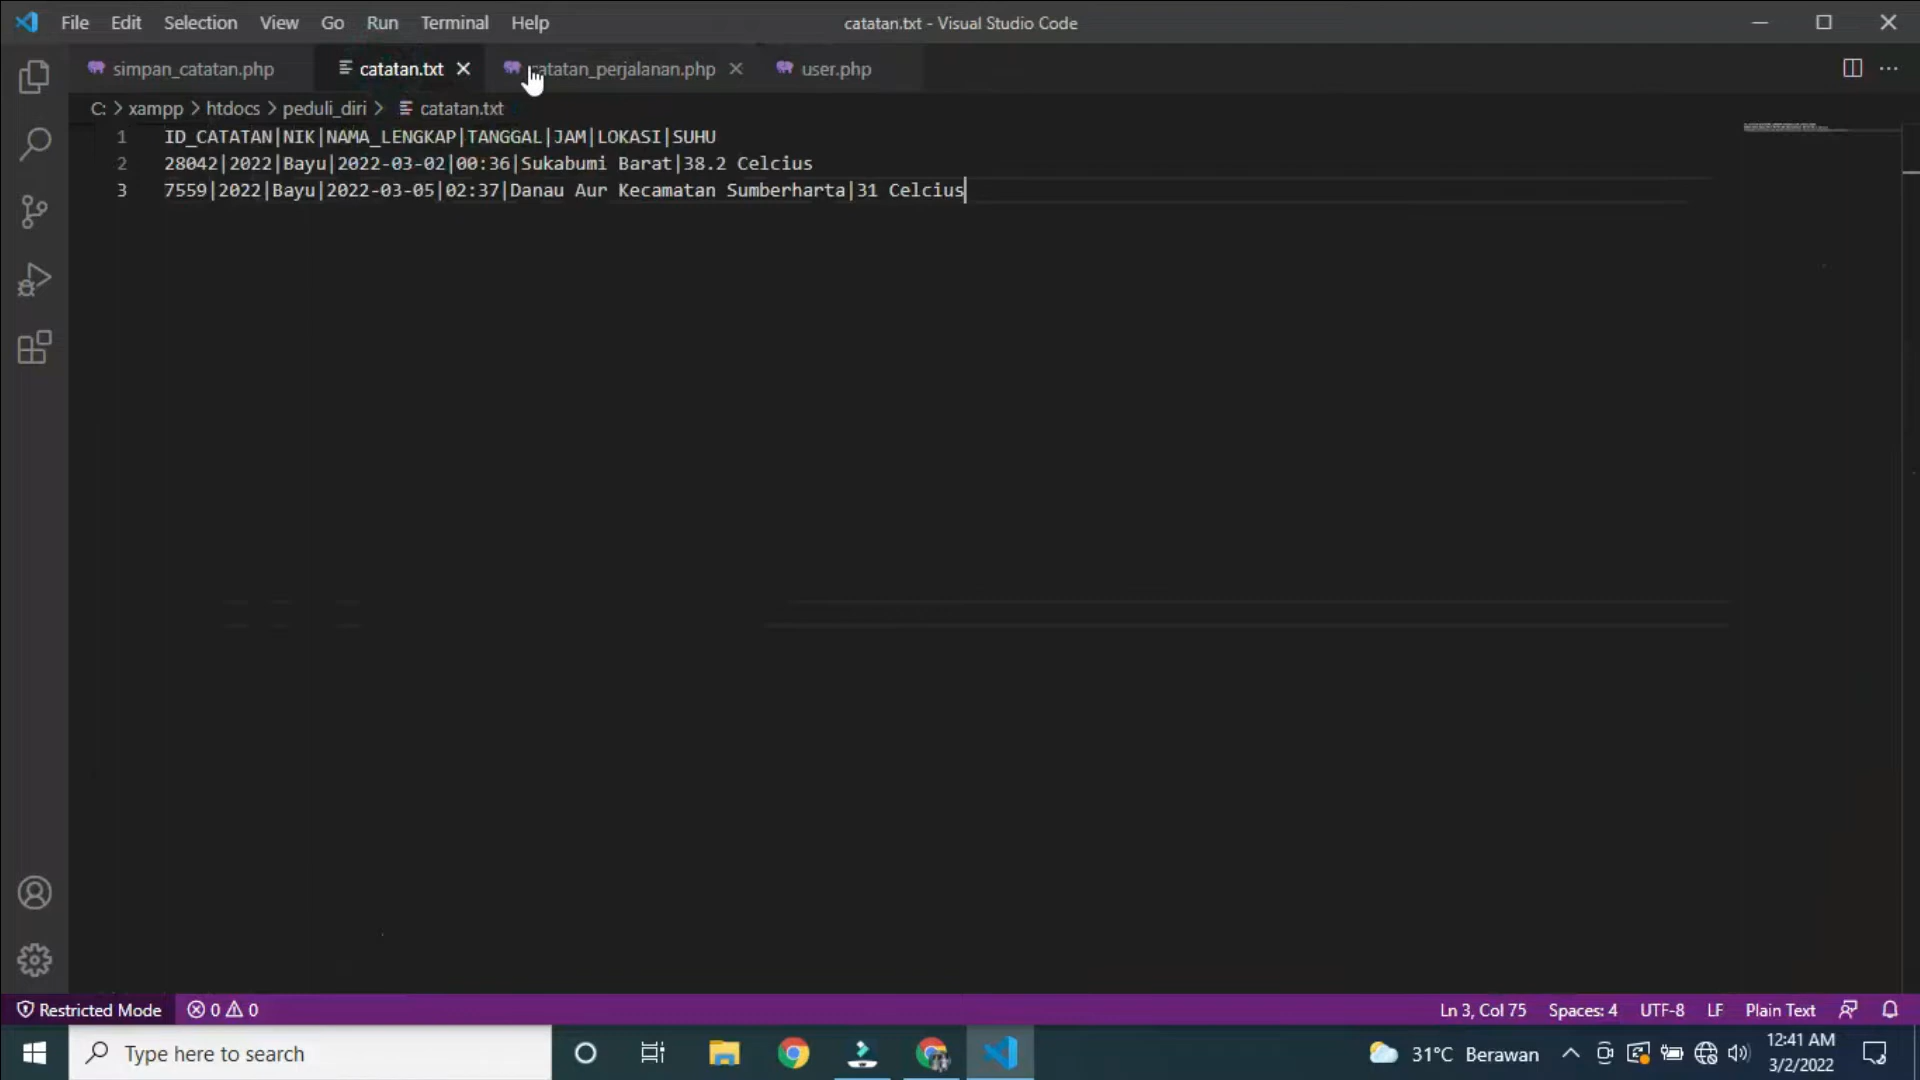 File Edit Selection View Go Run Terminal Help
catatan.txt - Visual Studio Code
simpan_catatan.php
catatan.txt
catatan_perjalanan.php
user.php
C: > xampp > htdocs > peduli_diri > catatan.txt
1 ID_CATATAN|NIK|NAMA_LENGKAP|TANGGAL|JAM|LOKASI|SUHU
2 28042|2022|Bayu|2022-03-02|00:36|Sukabumi Barat|38.2 Celcius
3 7559|2022|Bayu|2022-03-05|02:37|Danau Aur Kecamatan Sumberharta|31 Celcius
Restricted Mode 0 0
Ln 3, Col 75 Spaces: 4 UTF-8 LF Plain Text
Type here to search
31°C Berawan
12:41 AM
3/2/2022